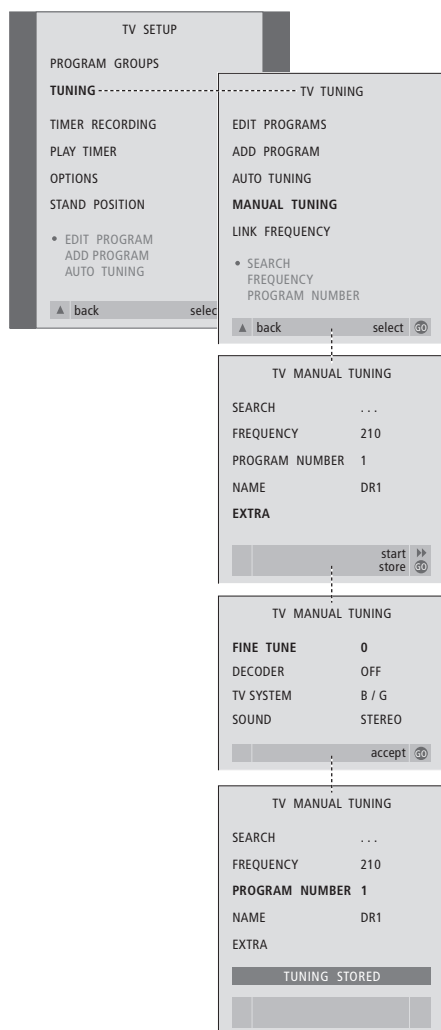 TV SETUP
PROGRAM GROUPS
TUNING
TIMER RECORDING
PLAY TIMER
OPTIONS
STAND POSITION
• EDIT PROGRAM
ADD PROGRAM
AUTO TUNING
▲ back selec
TV TUNING
EDIT PROGRAMS
ADD PROGRAM
AUTO TUNING
MANUAL TUNING
LINK FREQUENCY
• SEARCH
FREQUENCY
PROGRAM NUMBER
▲ back select GO
TV MANUAL TUNING
SEARCH . . .
FREQUENCY 210
PROGRAM NUMBER 1
NAME DR1
EXTRA
start ▸▸
store GO
TV MANUAL TUNING
FINE TUNE 0
DECODER OFF
TV SYSTEM B / G
SOUND STEREO
accept GO
TV MANUAL TUNING
SEARCH . . .
FREQUENCY 210
PROGRAM NUMBER 1
NAME DR1
EXTRA
TUNING STORED